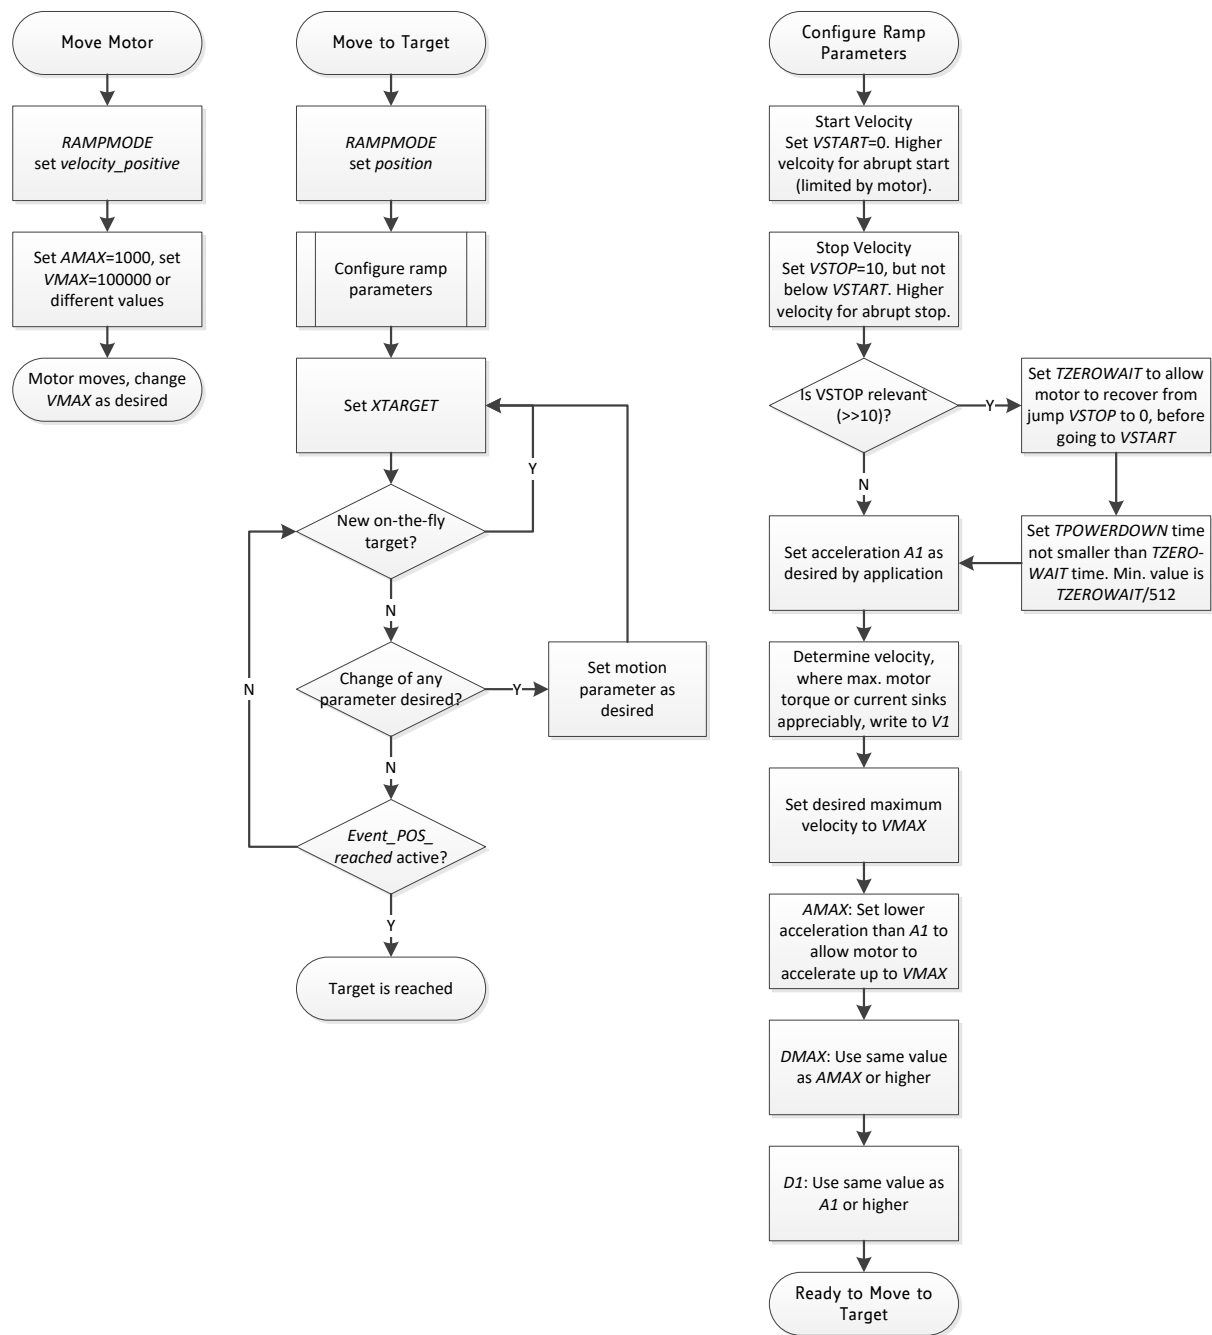 Move Motor
RAMPMODE
set velocity_positive
Set AMAX=1000, set
VMAX=100000 or
different values
Motor moves, change
VMAX as desired
Move to Target
RAMPMODE
set position
Configure ramp
parameters
Set XTARGET
Y
New on-the-fly
target?
N
N
Change of any
parameter desired?
Y
Set motion
parameter as
desired
N
Event_POS_
reached active?
Y
Target is reached
Configure Ramp
Parameters
Start Velocity
Set VSTART=0. Higher
velcoity for abrupt start
(limited by motor).
Stop Velocity
Set VSTOP=10, but not
below VSTART. Higher
velocity for abrupt stop.
Is VSTOP relevant
(>>10)?
Y
Set TZEROWAIT to allow
motor to recover from
jump VSTOP to 0, before
going to VSTART
N
Set TPOWERDOWN time
not smaller than TZERO-
WAIT time. Min. value is
TZEROWAIT/512
Set acceleration A1 as
desired by application
Determine velocity,
where max. motor
torque or current sinks
appreciably, write to V1
Set desired maximum
velocity to VMAX
AMAX: Set lower
acceleration than A1 to
allow motor to
accelerate up to VMAX
DMAX: Use same value
as AMAX or higher
D1: Use same value as
A1 or higher
Ready to Move to
Target